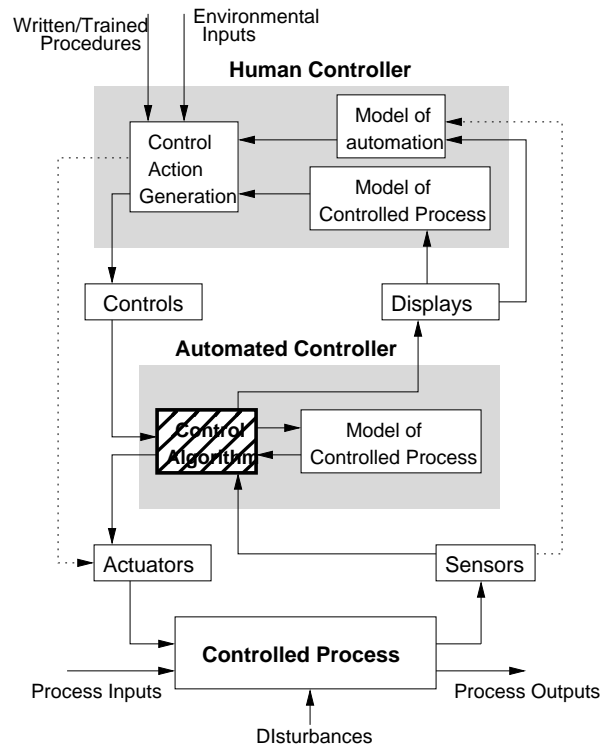 Written/Trained
Procedures
Environmental
Inputs
Human Controller
Control
Action
Generation
Model of
automation
Model of
Controlled Process
Controls
Displays
Automated Controller
Control
Algorithm
Model of
Controlled Process
Actuators
Sensors
Controlled Process
Process Inputs
Process Outputs
DIsturbances